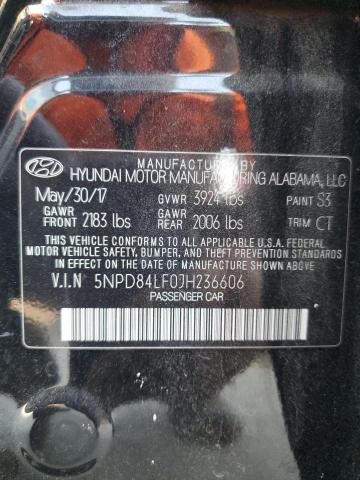 MANUFACTURED BY
HYUNDAI MOTOR MANUFACTURING ALABAMA, LLC
May/30/17 GVWR 3924 lbs PAINT S3
GAWR FRONT 2183 lbs GAWR REAR 2006 lbs TRIM CT
THIS VEHICLE CONFORMS TO ALL APPLICABLE U.S.A. FEDERAL
MOTOR VEHICLE SAFETY, BUMPER, AND THEFT PREVENTION
STANDARDS IN EFFECT ON THE DATE OF MANUFACTURE SHOWN ABOVE.
V.I.N 5NPD84LF0JH236606
PASSENGER CAR